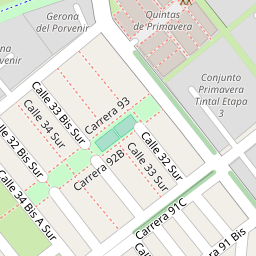 Gerona
del Porvenir
Quintas
de Primavera
Conjunto
Primavera
Tintal Etapa
3
Carrera 93
Calle 33 Bis Sur
Calle 34 Sur
Calle 32 Bis Sur
Calle 34 Bis A Sur
Carrera 92B
Calle 33 Sur
Calle 32 Sur
Carrera 91C
91 Bis